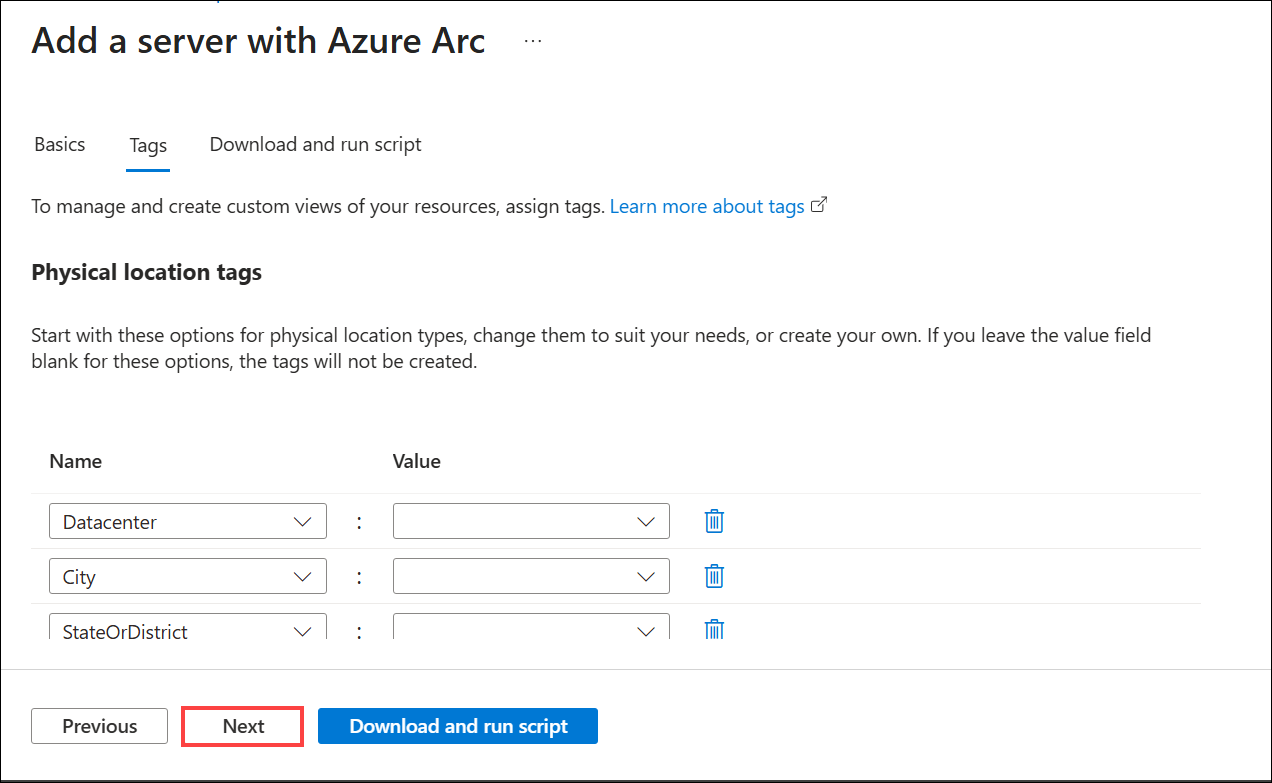 Add a server with Azure Arc ...
Basics Tags Download and run script
To manage and create custom views of your resources, assign tags. Learn more about tags
Physical location tags
Start with these options for physical location types, change them to suit your needs, or create your own. If you leave the value field
blank for these options, the tags will not be created.
Name Value
Datacenter :
City :
StateOrDistrict :
Previous Next Download and run script